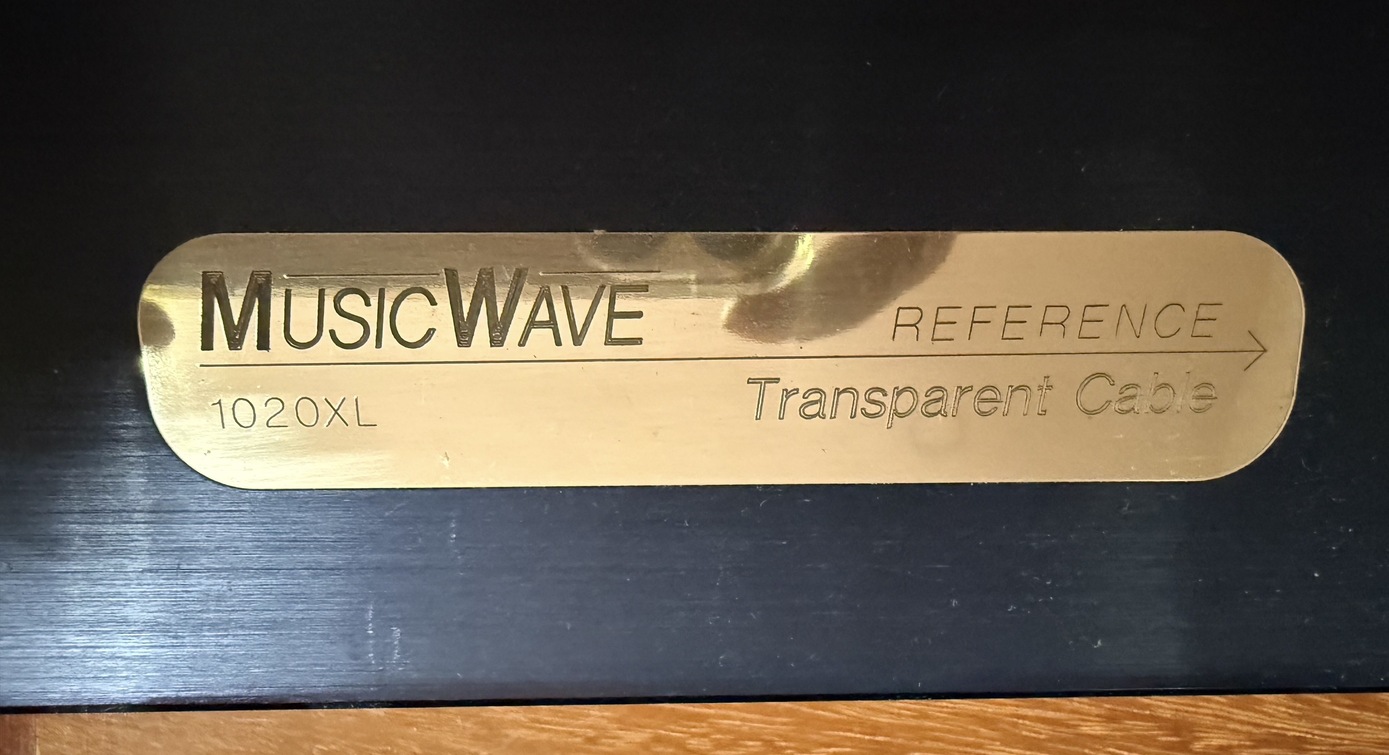 MUSICWAVE
REFERENCE
1020XL
Transparent Cable